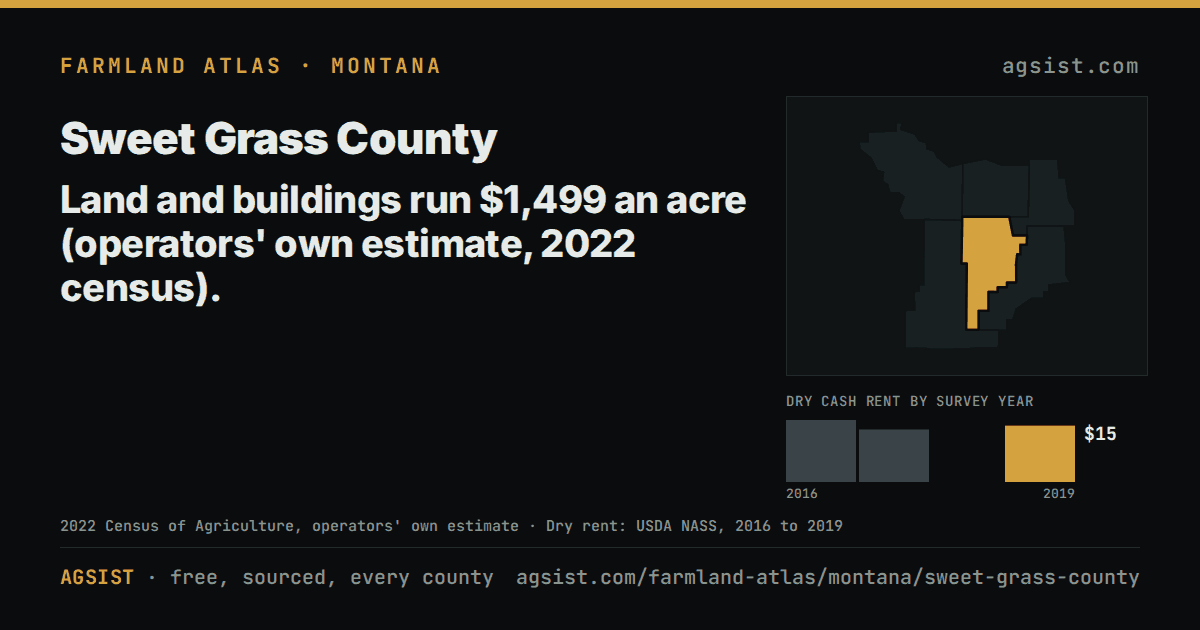 FARMLAND ATLAS · MONTANA
agsist.com
Sweet Grass County
Land and buildings run $1,499 an acre
(operators' own estimate, 2022
census).
DRY CASH RENT BY SURVEY YEAR
$15
2016
2019
2022 Census of Agriculture, operators' own estimate · Dry rent: USDA NASS, 2016 to 2019
AGSIST · free, sourced, every county
agsist.com/farmland-atlas/montana/sweet-grass-county